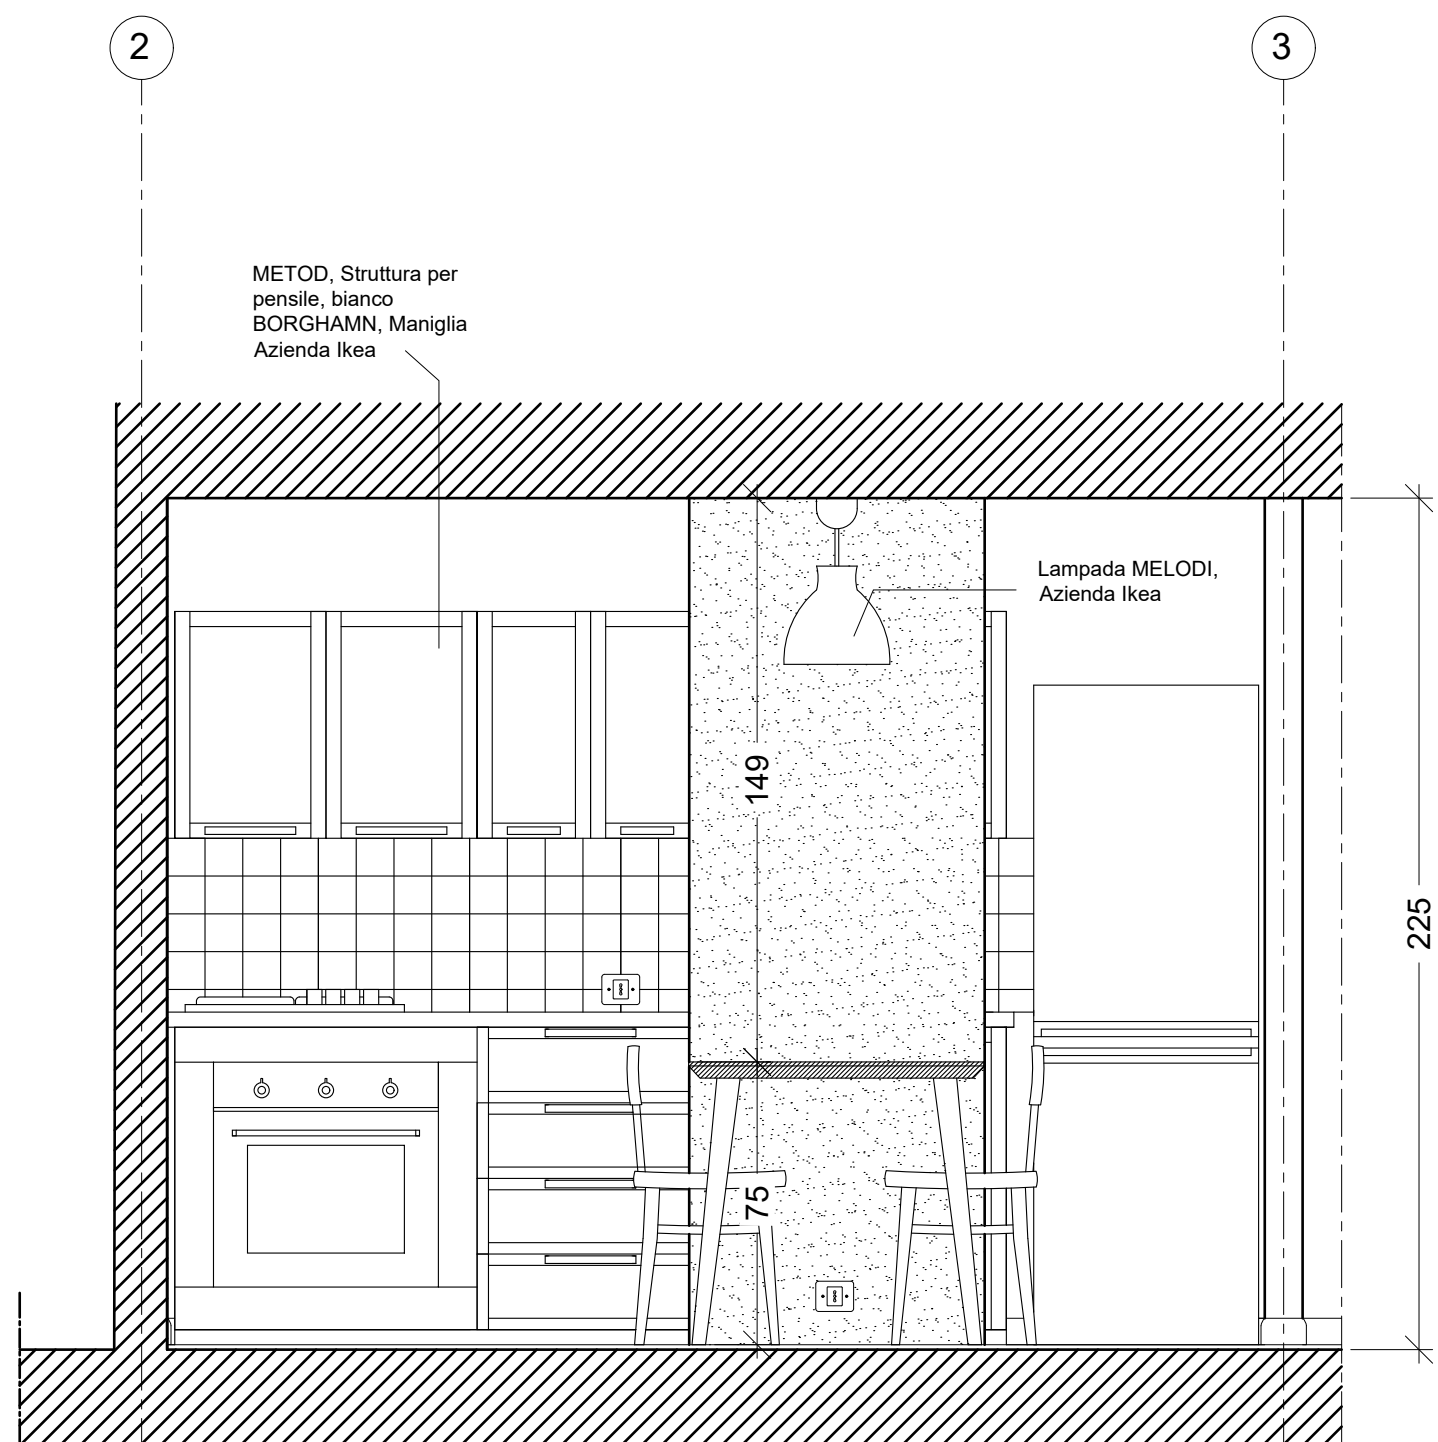 2
3
METOD, Struttura per
pensile, bianco
BORGHAMN, Maniglia
Azienda Ikea
Lampada MELODI,
Azienda Ikea
149
225
75